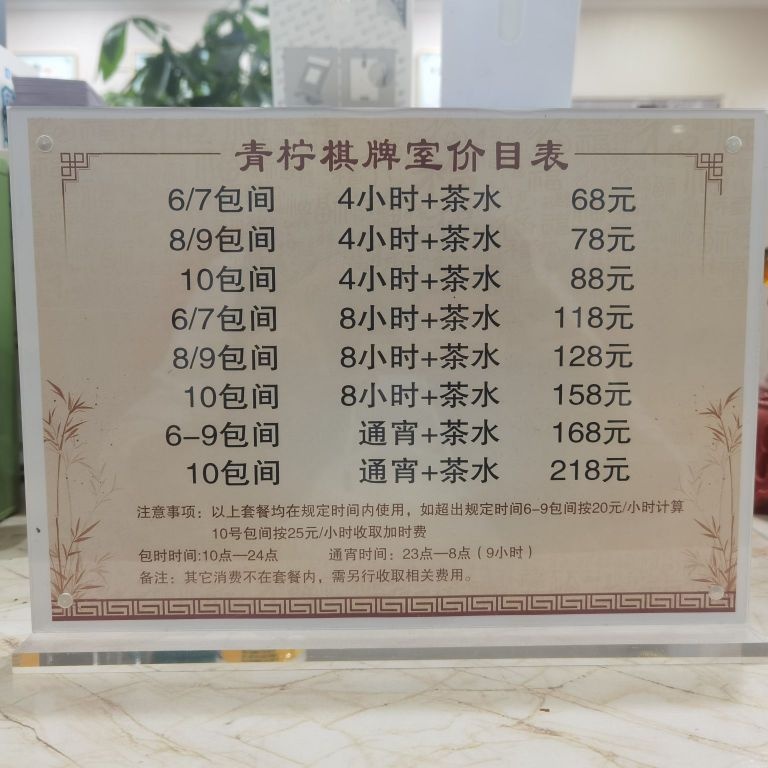 青柠棋牌室价目表
6/7包间 4小时+茶水 68元
8/9包间 4小时+茶水 78元
10包间 4小时+茶水 88元
6/7包间 8小时+茶水 118元
8/9包间 8小时+茶水 128元
10包间 8小时+茶水 158元
6-9包间 通宵+茶水 168元
10包间 通宵+茶水 218元
注意事项：以上套餐均在规定时间内使用，如超出规定时间6-9包间按20元/小时计算
10号包间按25元/小时收取加时费
包时时间:10点—24点 通宵时间：23点—8点（9小时）
备注：其它消费不在套餐内，需另行收取相关费用。